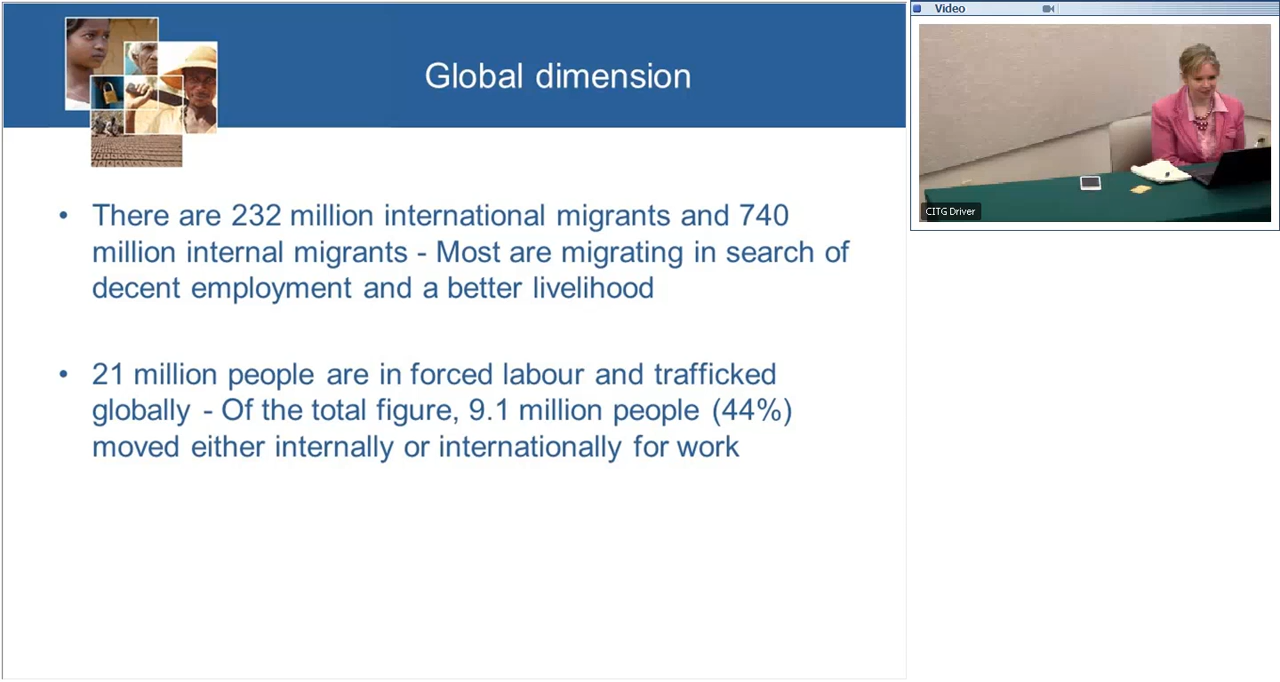 Global dimension
• There are 232 million international migrants and 740
million internal migrants - Most are migrating in search of
decent employment and a better livelihood
• 21 million people are in forced labour and trafficked
globally - Of the total figure, 9.1 million people (44%)
moved either internally or internationally for work
Video
CITG Driver